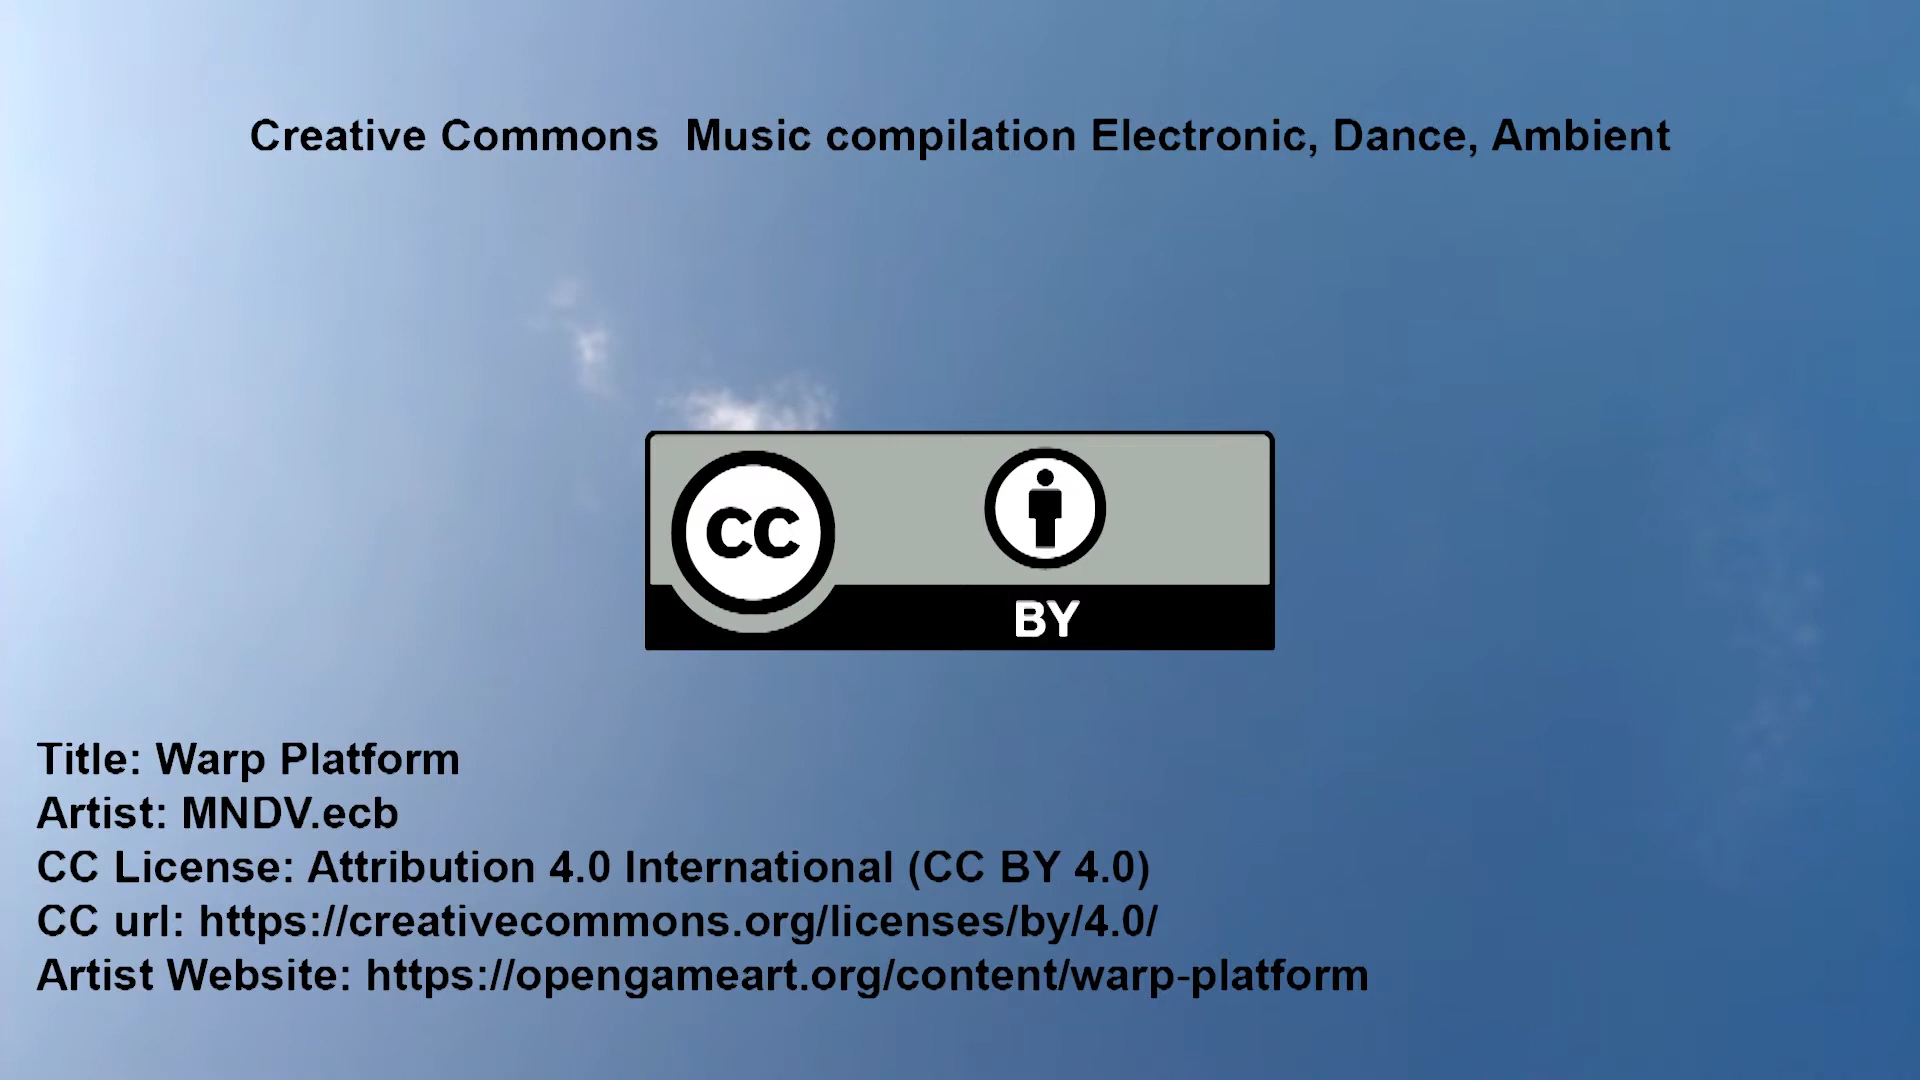 Creative Commons  Music compilation Electronic, Dance, Ambient
CC
BY
Title: Warp Platform
Artist: MNDV.ecb
CC License: Attribution 4.0 International (CC BY 4.0)
CC url: https://creativecommons.org/licenses/by/4.0/
Artist Website: https://opengameart.org/content/warp-platform